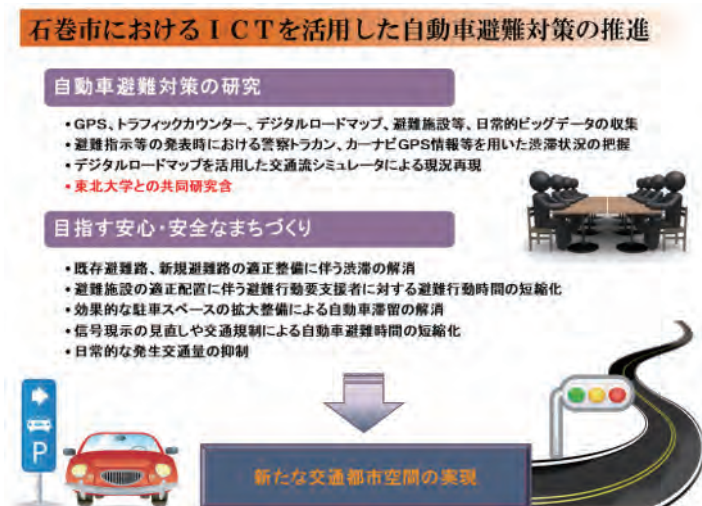 石巻市におけるＩＣＴを活用した自動車避難対策の推進
自動車避難対策の研究
・GPS、トラフィックカウンター、デジタルロードマップ、避難施設等、日常的ビッグデータの収集
・避難指示等の発表時における警察トラカン、カーナビGPS情報等を用いた渋滞状況の把握
・デジタルロードマップを活用した交通流シミュレータによる現況再現
・東北大学との共同研究含
目指す安心・安全なまちづくり
・既存避難路、新規避難路の適正整備に伴う渋滞の解消
・避難施設の適正配置に伴う避難行動要支援者に対する避難行動時間の短縮化
・効果的な駐車スペースの拡大整備による自動車滞留の解消
・信号現示の見直しや交通規制による自動車避難時間の短縮化
・日常的な発生交通量の抑制
P
新たな交通都市空間の実現